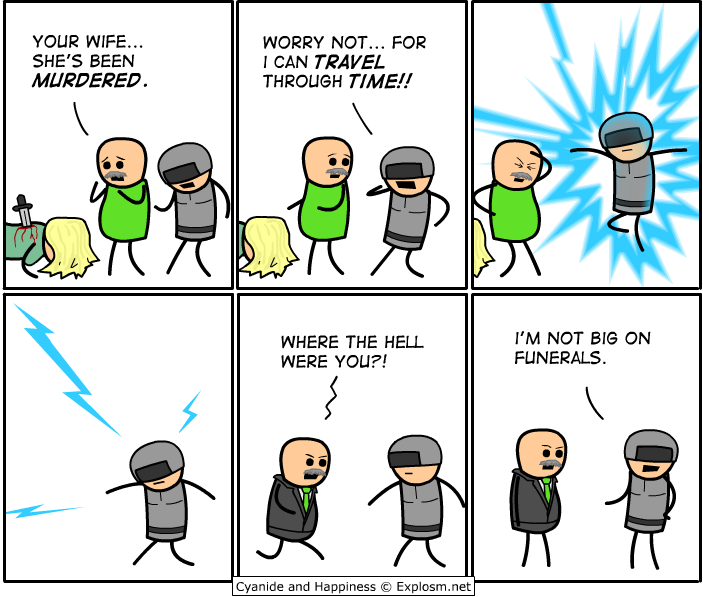 YOUR WIFE...
SHE'S BEEN
MURDERED.
WORRY NOT... FOR
I CAN TRAVEL
THROUGH TIME!!
WHERE THE HELL
WERE YOU?!
I'M NOT BIG ON
FUNERALS.
Cyanide and Happiness © Explosm.net